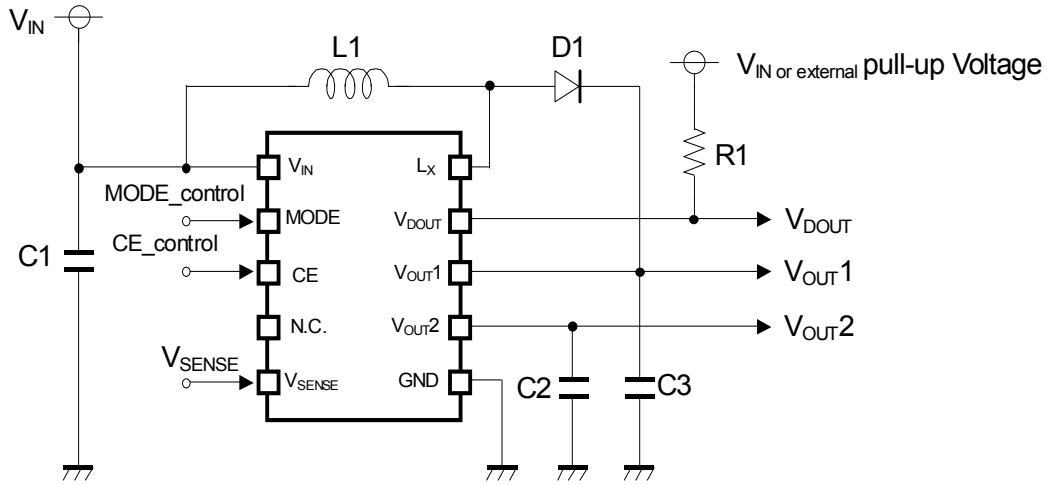 VIN
L1
D1
VIN or external pull-up Voltage
R1
VIN
LX
MODE_control
MODE
VDOUT
VDOUT
CE_control
C1
CE
VOUT1
VOUT1
N.C.
VOUT2
VOUT2
VSENSE
VSENSE
GND
C2
C3